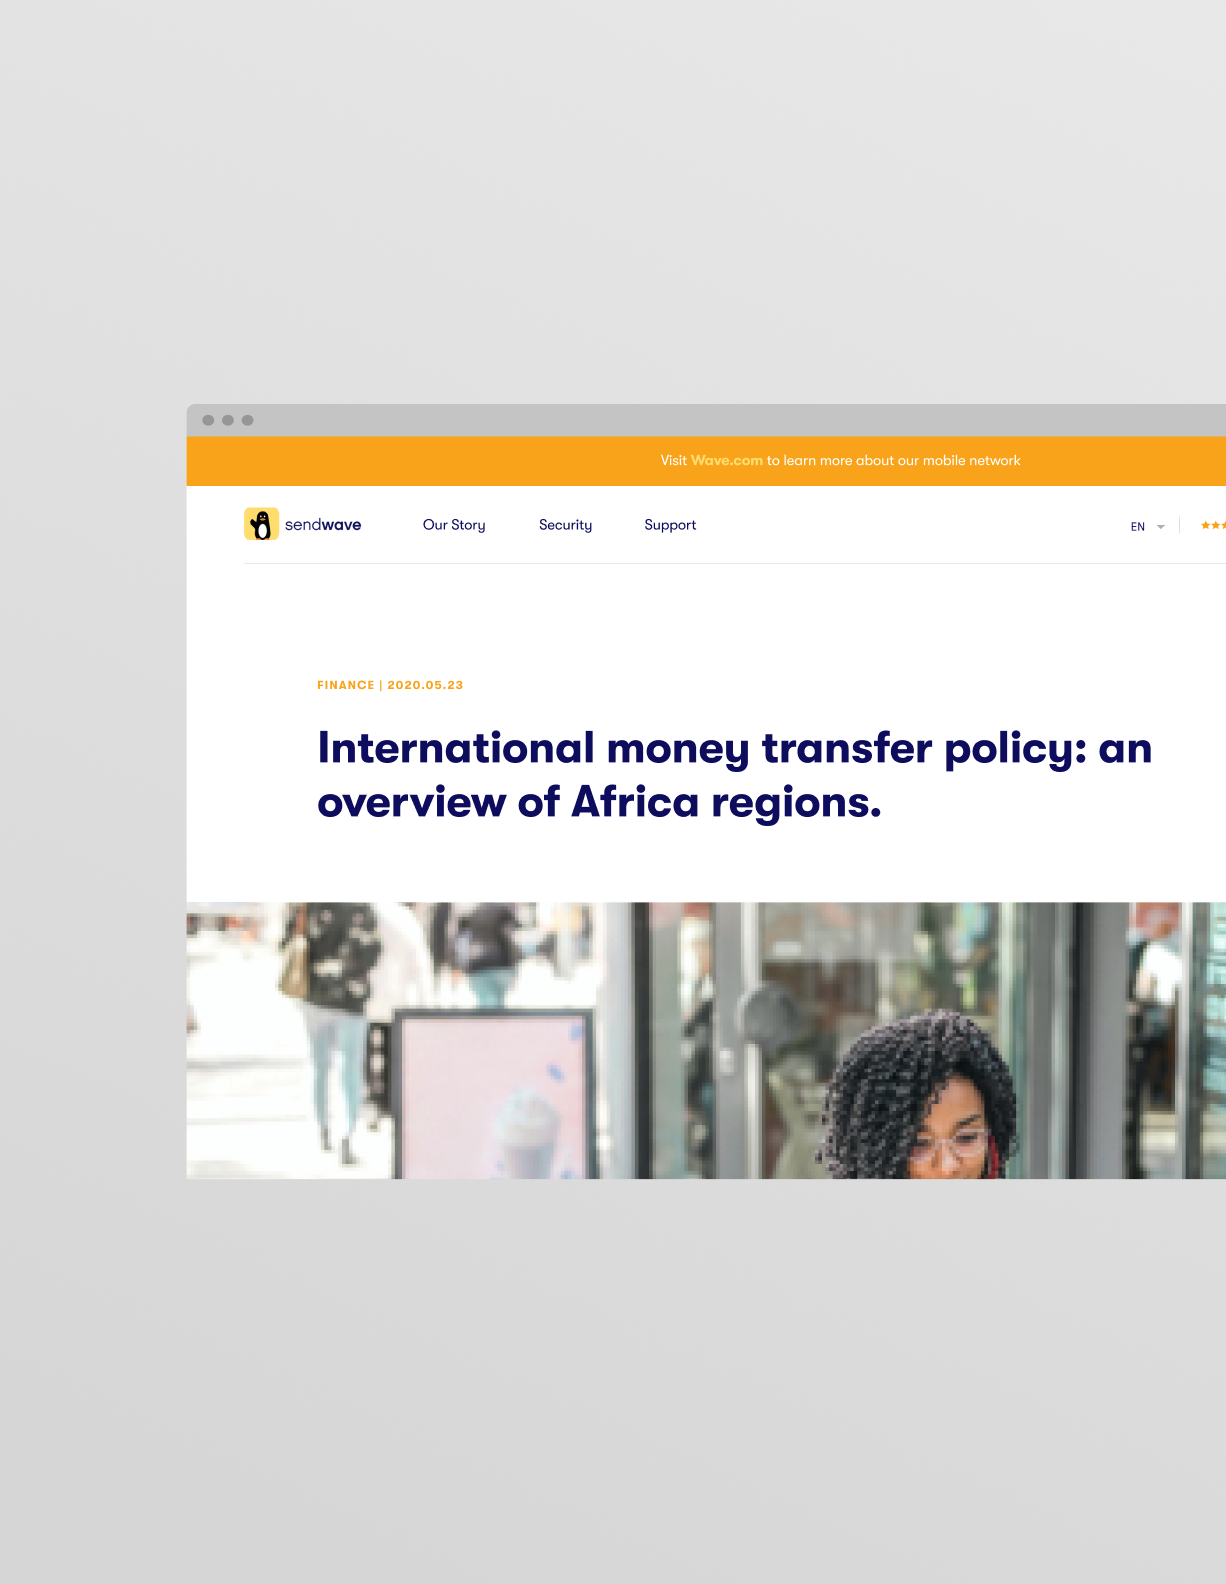 Visit Wave.com to learn more about our mobile network
sendwave
Our Story
Security
Support
EN
FINANCE | 2020.05.23
International money transfer policy: an
overview of Africa regions.